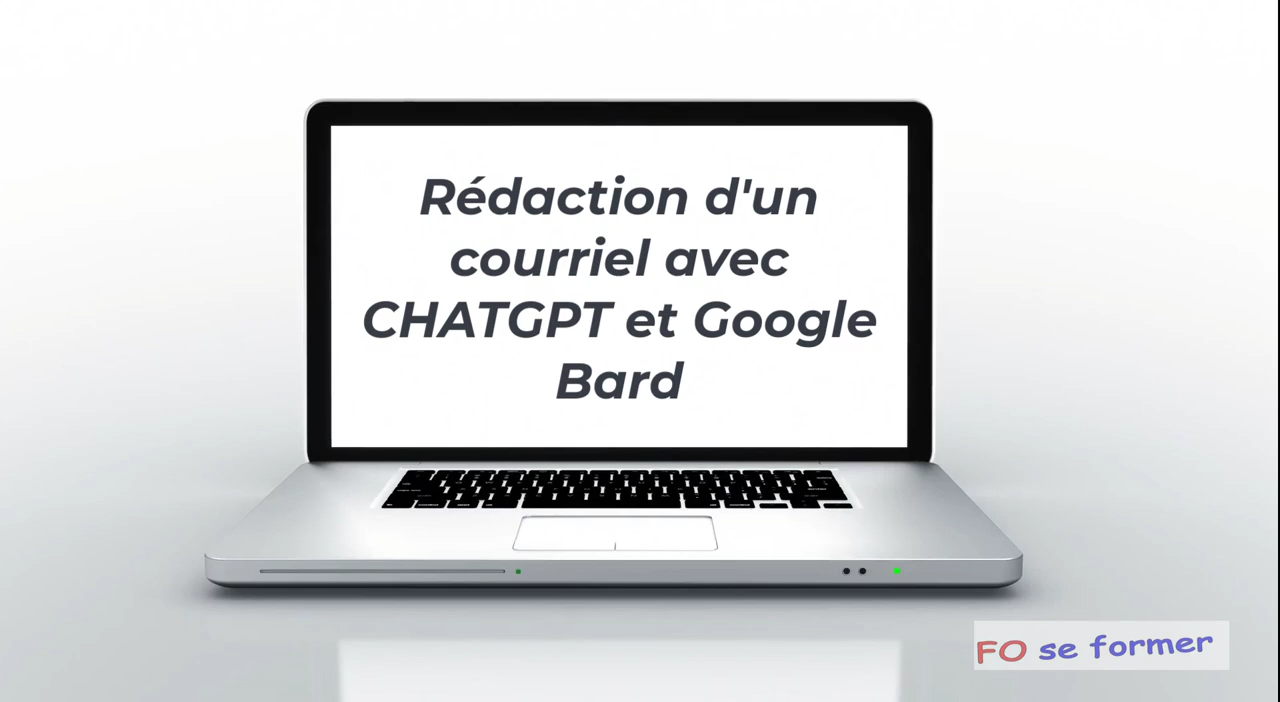 Rédaction d'un
courriel avec
CHATGPT et Google
Bard
FO se former